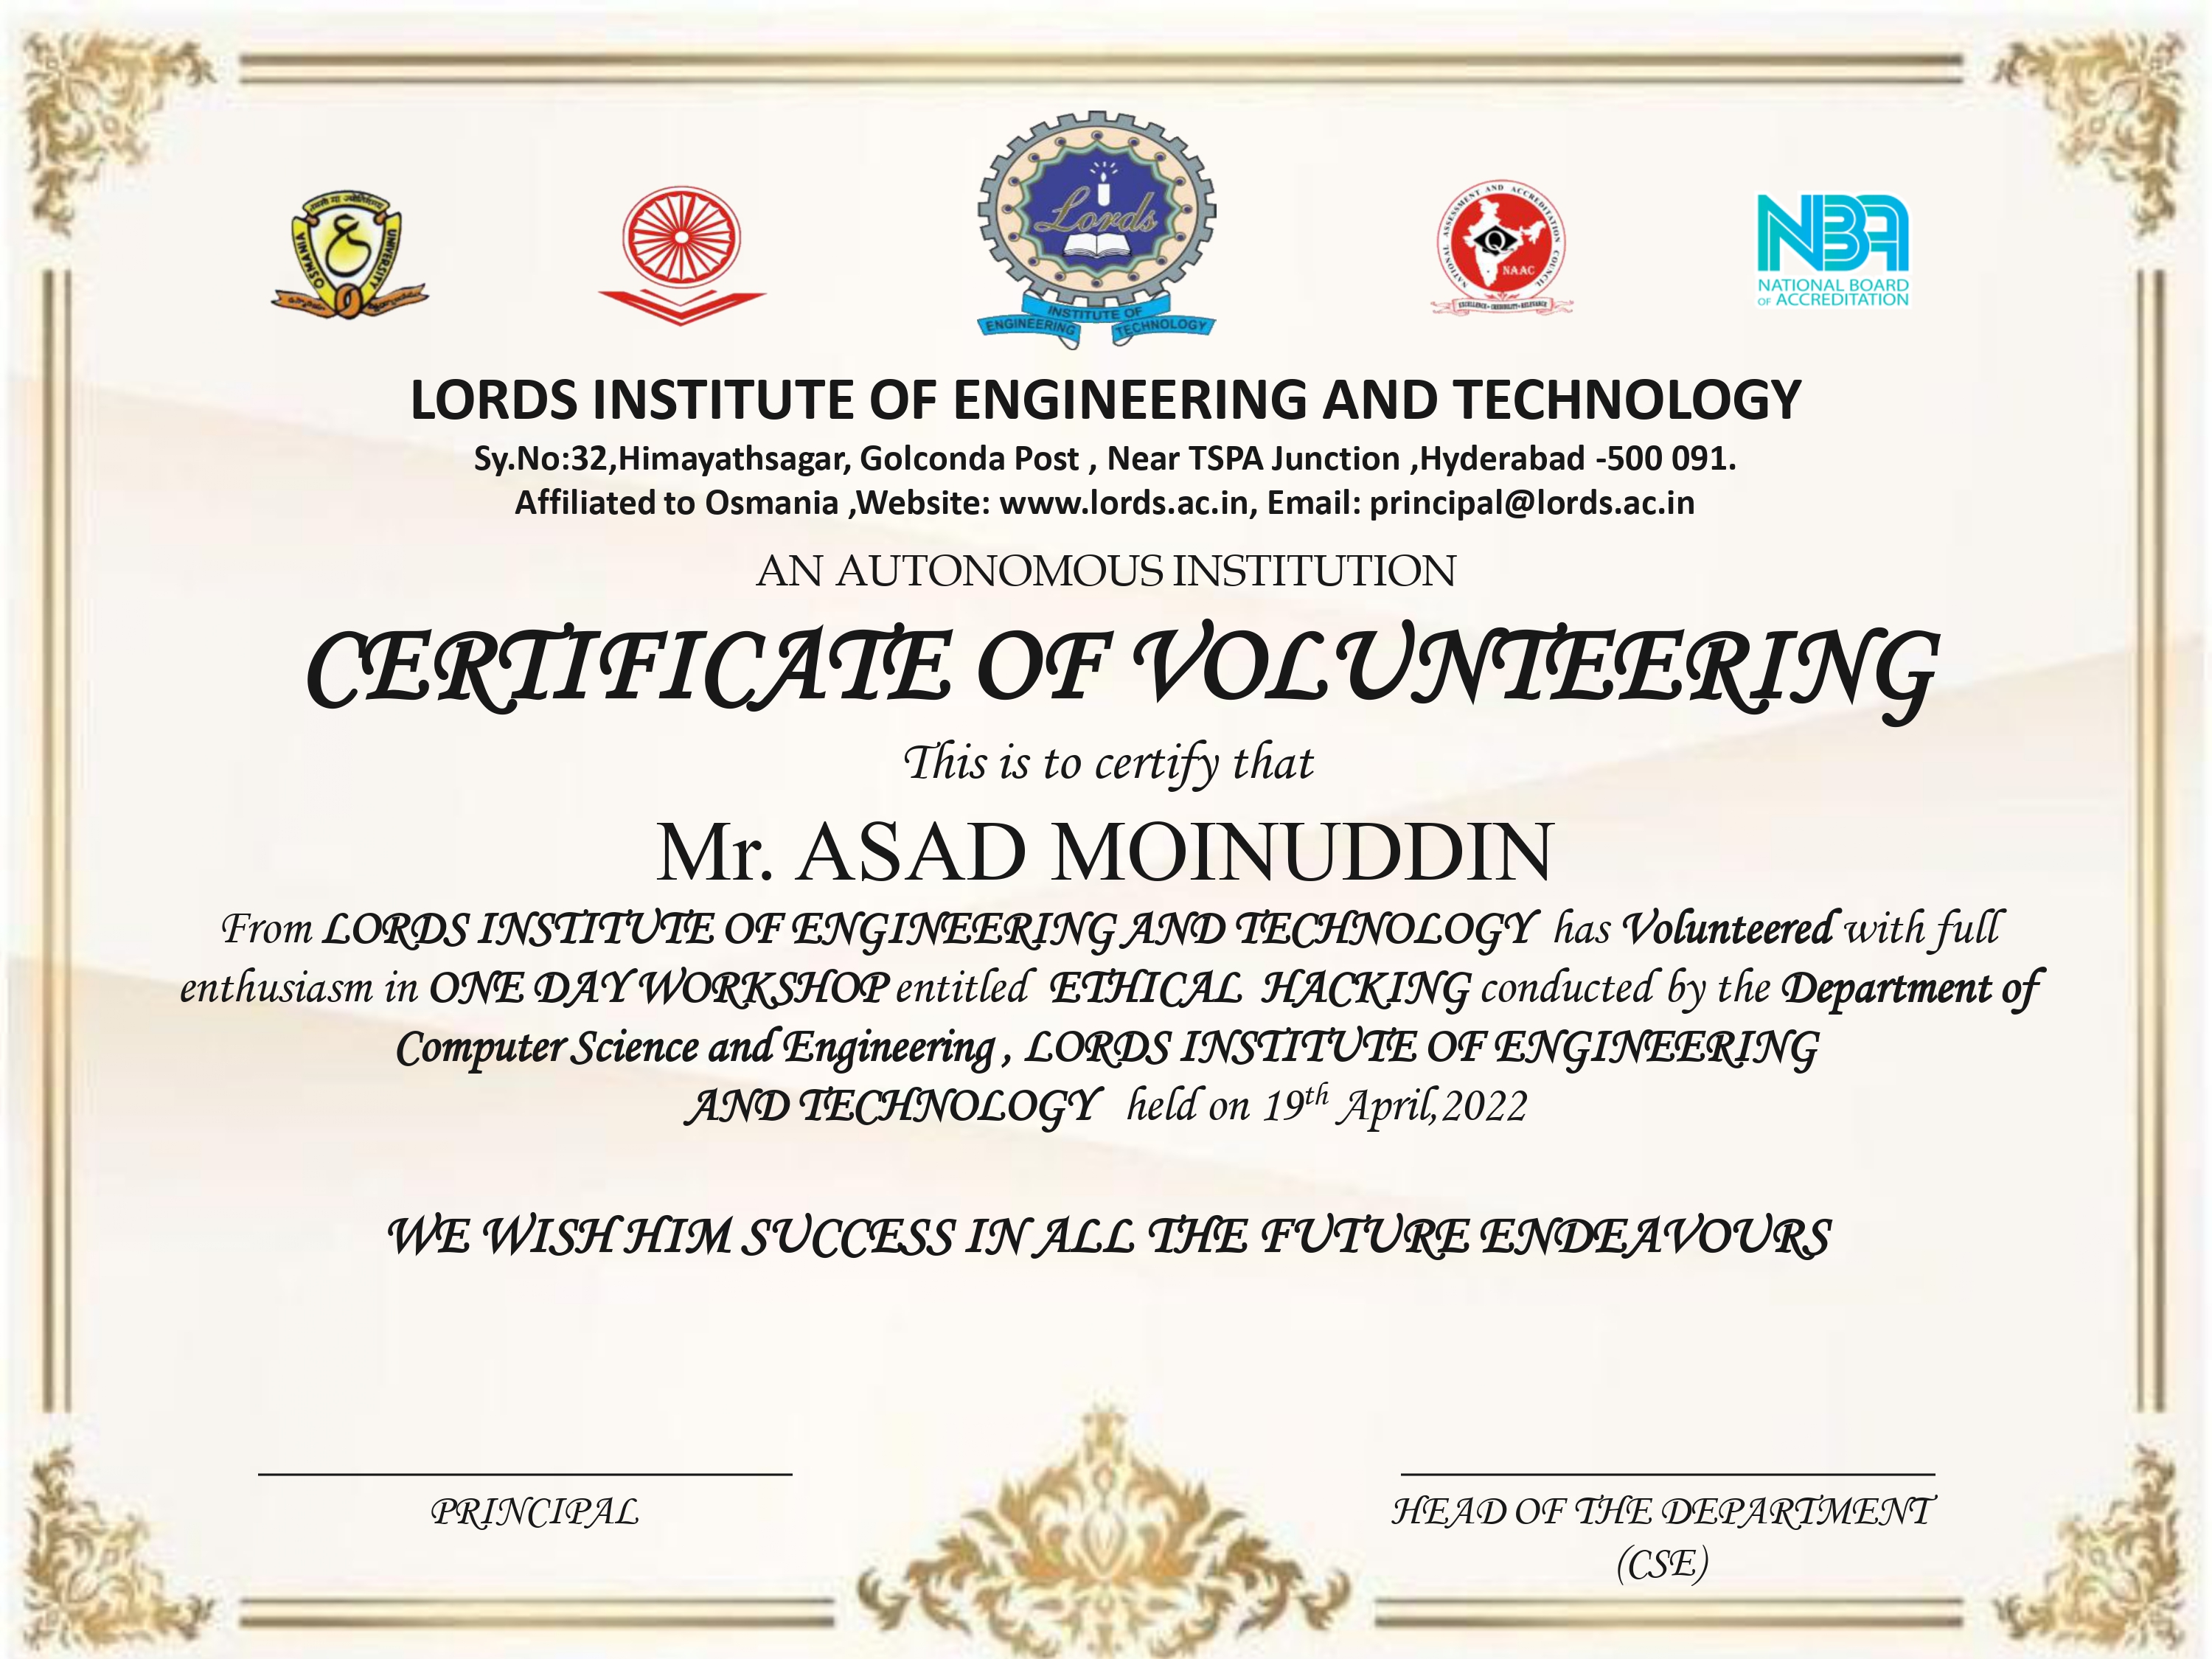 OSMANIA UNIVERSITY
Lords
INSTITUTE OF
ENGINEERING TECHNOLOGY
NATIONAL ASSESSMENT AND ACCREDITATION COUNCIL
Q
NAAC
EXCELLENCE • CREDIBILITY • RELEVANCE
NBA
NATIONAL BOARD
OF ACCREDITATION
LORDS INSTITUTE OF ENGINEERING AND TECHNOLOGY
Sy.No:32,Himayathsagar, Golconda Post , Near TSPA Junction ,Hyderabad -500 091.
Affiliated to Osmania ,Website: www.lords.ac.in, Email: principal@lords.ac.in
AN AUTONOMOUS INSTITUTION
CERTIFICATE OF VOLUNTEERING
This is to certify that
Mr. ASAD MOINUDDIN
From LORDS INSTITUTE OF ENGINEERING AND TECHNOLOGY has Volunteered with full
enthusiasm in ONE DAY WORKSHOP entitled ETHICAL HACKING conducted by the Department of
Computer Science and Engineering , LORDS INSTITUTE OF ENGINEERING
AND TECHNOLOGY held on 19th April,2022
WE WISH HIM SUCCESS IN ALL THE FUTURE ENDEAVOURS
PRINCIPAL
HEAD OF THE DEPARTMENT
(CSE)